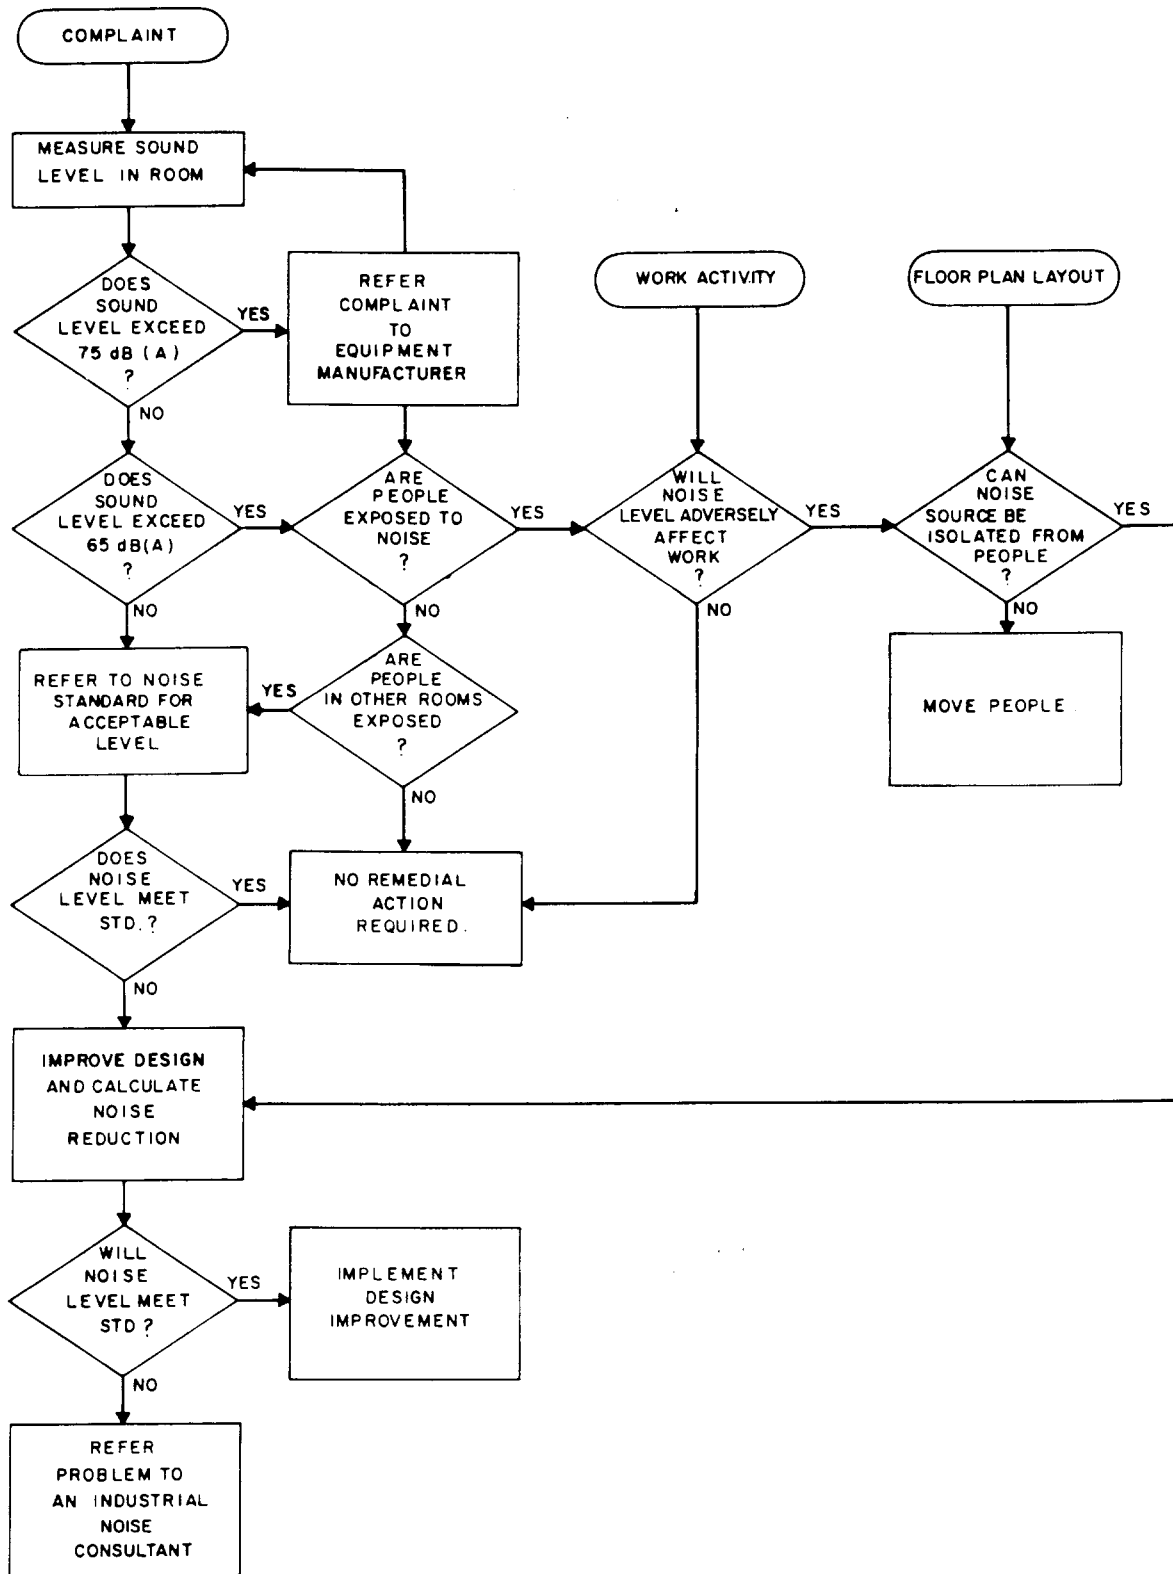 COMPLAINT
MEASURE SOUND
LEVEL IN ROOM
DOES
SOUND
LEVEL EXCEED
75 dB (A)
?
YES
NO
REFER
COMPLAINT
TO
EQUIPMENT
MANUFACTURER
WORK ACTIVITY
FLOOR PLAN LAYOUT
DOES
SOUND
LEVEL EXCEED
65 dB(A)
?
YES
NO
ARE
PEOPLE
EXPOSED TO
NOISE
?
YES
NO
WILL
NOISE
LEVEL ADVERSELY
AFFECT
WORK
?
YES
NO
CAN
NOISE
SOURCE BE
ISOLATED FROM
PEOPLE
?
YES
NO
REFER TO NOISE
STANDARD FOR
ACCEPTABLE
LEVEL
YES
ARE
PEOPLE
IN OTHER ROOMS
EXPOSED
?
NO
MOVE PEOPLE.
DOES
NOISE
LEVEL MEET
STD.?
YES
NO
NO REMEDIAL
ACTION
REQUIRED.
IMPROVE DESIGN
AND CALCULATE
NOISE
REDUCTION
WILL
NOISE
LEVEL MEET
STD?
YES
NO
IMPLEMENT
DESIGN
IMPROVEMENT
REFER
PROBLEM TO
AN INDUSTRIAL
NOISE
CONSULTANT